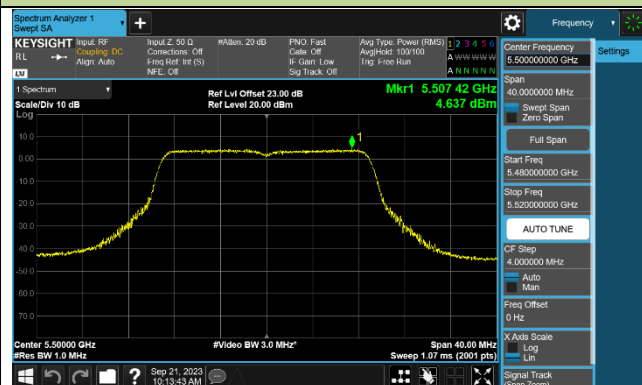 Spectrum Analyzer 1
Swept SA
Frequency
KEYSIGHT
RL
LXI
Input: RF
Coupling: DC
Align: Auto
Input Z: 50 Ω
Corrections: Off
Freq Ref: Int (S)
NFE: Off
#Atten: 20 dB
PNO: Fast
Gate: Off
IF Gain: Low
Sig Track: Off
Avg Type: Power (RMS)
Avg|Hold: 100/100
Trig: Free Run
1 2 3 4 5 6
A W W W W W
A N N N N N
1 Spectrum
Scale/Div 10 dB
Log
Ref Lvl Offset 23.00 dB
Ref Level 20.00 dBm
Mkr1 5.507 42 GHz
4.637 dBm
1
10.0
0.00
-10.0
-20.0
-30.0
-40.0
-50.0
-60.0
-70.0
Center 5.50000 GHz
#Res BW 1.0 MHz
#Video BW 3.0 MHz*
Span 40.00 MHz
Sweep 1.07 ms (2001 pts)
Sep 21, 2023
10:13:43 AM
Center Frequency
5.500000000 GHz
Settings
Span
40.0000000 MHz
Swept Span
Zero Span
Full Span
Start Freq
5.480000000 GHz
Stop Freq
5.520000000 GHz
AUTO TUNE
CF Step
4.000000 MHz
Auto
Man
Freq Offset
0 Hz
X Axis Scale
Log
Lin
Signal Track
(Span Zoom)